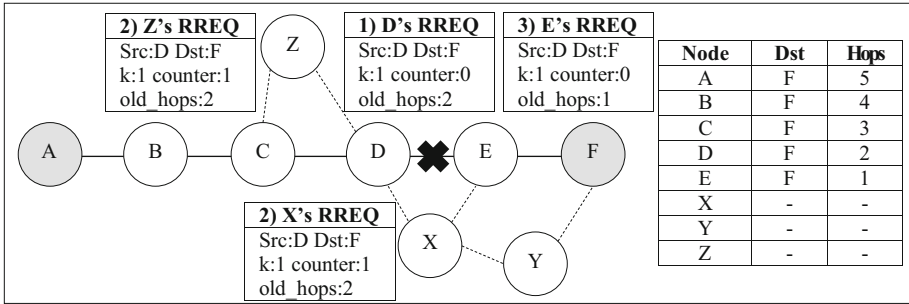 2) Z's RREQ
Src:D Dst:F
k:1 counter:1
old_hops:2
Z
1) D's RREQ
Src:D Dst:F
k:1 counter:0
old_hops:2
3) E's RREQ
Src:D Dst:F
k:1 counter:0
old_hops:1
A
B
C
D
E
F
2) X's RREQ
Src:D Dst:F
k:1 counter:1
old_hops:2
X
Y
Node Dst Hops
A F 5
B F 4
C F 3
D F 2
E F 1
X - -
Y - -
Z - -